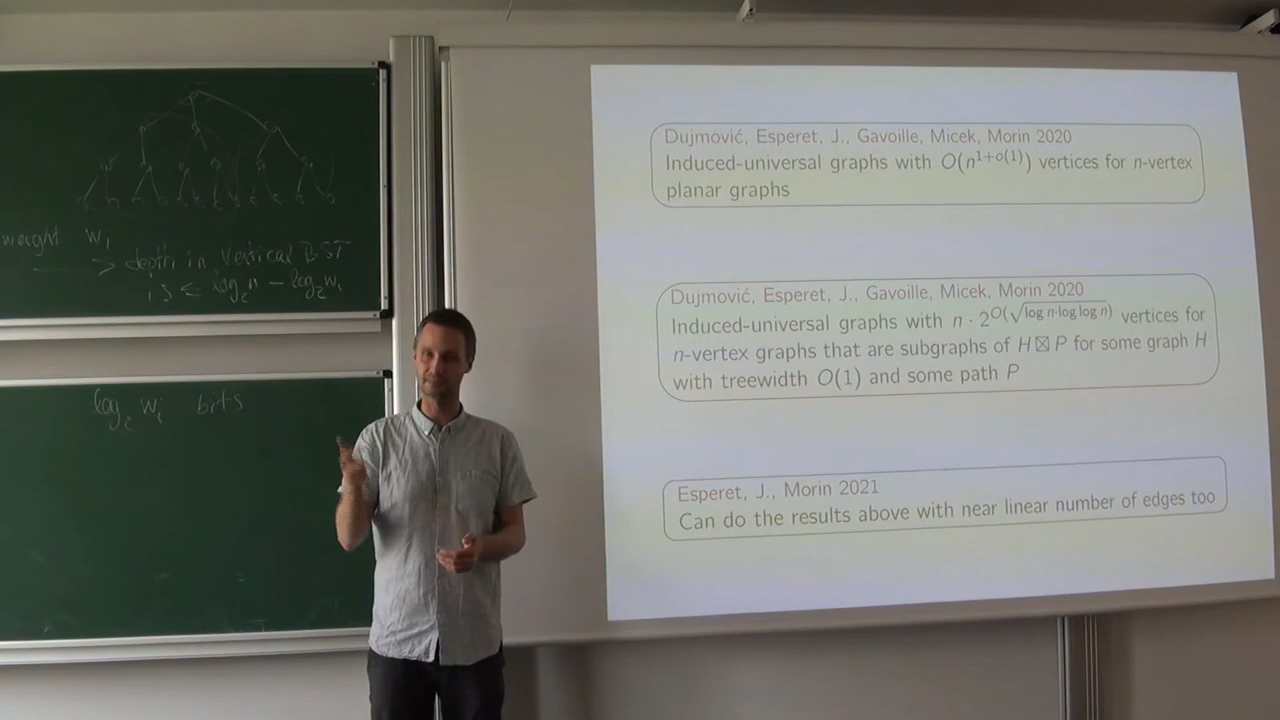 weight w_i
→ depth in vertical BST
is ≤ log_2 n − log_2 w_i
log_2 w_i bits
Dujmović, Esperet, J., Gavoille, Micek, Morin 2020
Induced-universal graphs with O(n^{1+o(1)}) vertices for n-vertex
planar graphs
Dujmović, Esperet, J., Gavoille, Micek, Morin 2020
Induced-universal graphs with n · 2^{O(√(log n·log log n))} vertices for
n-vertex graphs that are subgraphs of H ⊠ P for some graph H
with treewidth O(1) and some path P
Esperet, J., Morin 2021
Can do the results above with near linear number of edges too